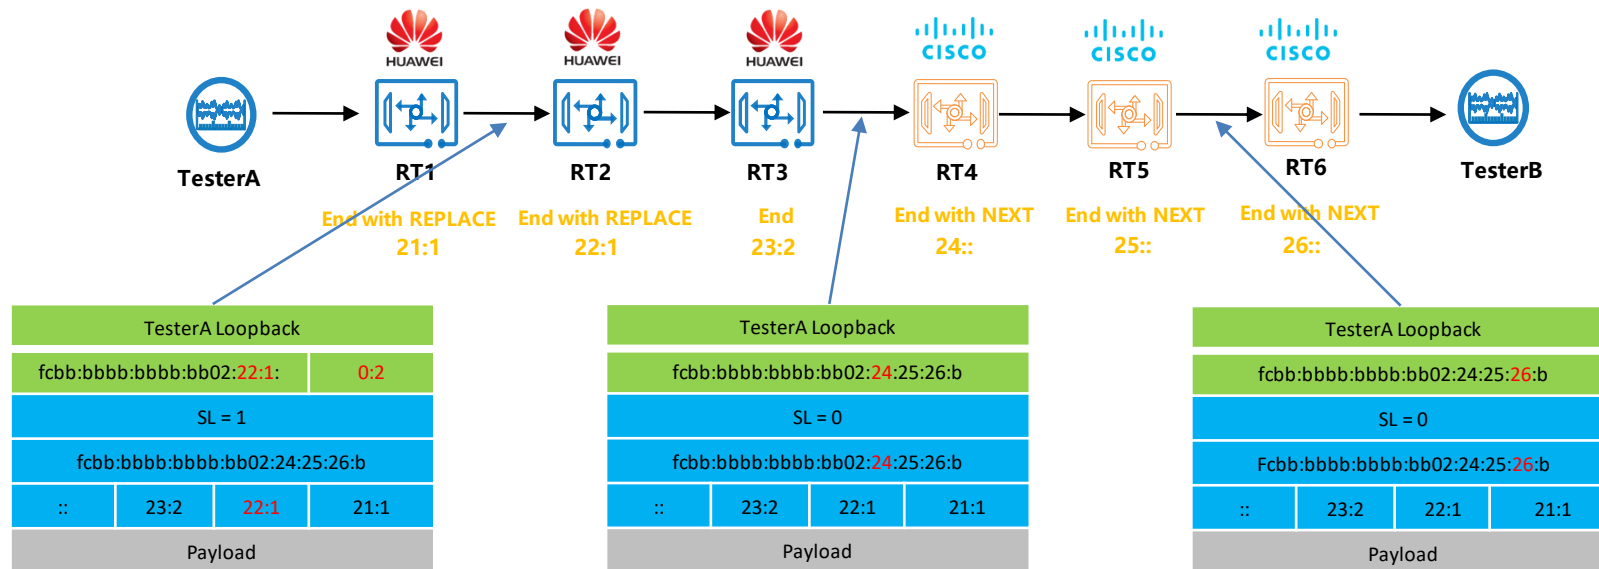 HUAWEI
HUAWEI
HUAWEI
CISCO
CISCO
CISCO
TesterA
RT1
RT2
RT3
RT4
RT5
RT6
TesterB
End with REPLACE
21:1
End with REPLACE
22:1
End
23:2
End with NEXT
24::
End with NEXT
25::
End with NEXT
26::
TesterA Loopback
fcbb:bbbb:bbbb:bb02:22:1: 0:2
SL = 1
fcbb:bbbb:bbbb:bb02:24:25:26:b
:: 23:2 22:1 21:1
Payload
TesterA Loopback
fcbb:bbbb:bbbb:bb02:24:25:26:b
SL = 0
fcbb:bbbb:bbbb:bb02:24:25:26:b
:: 23:2 22:1 21:1
Payload
TesterA Loopback
fcbb:bbbb:bbbb:bb02:24:25:26:b
SL = 0
Fcbb:bbbb:bbbb:bb02:24:25:26:b
:: 23:2 22:1 21:1
Payload